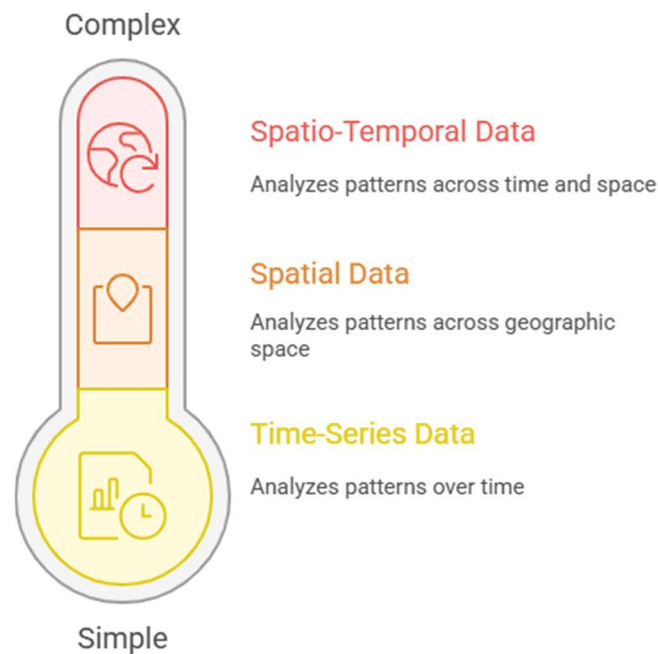 Complex
Spatio-Temporal Data
Analyzes patterns across time and space
Spatial Data
Analyzes patterns across geographic
space
Time-Series Data
Analyzes patterns over time
Simple